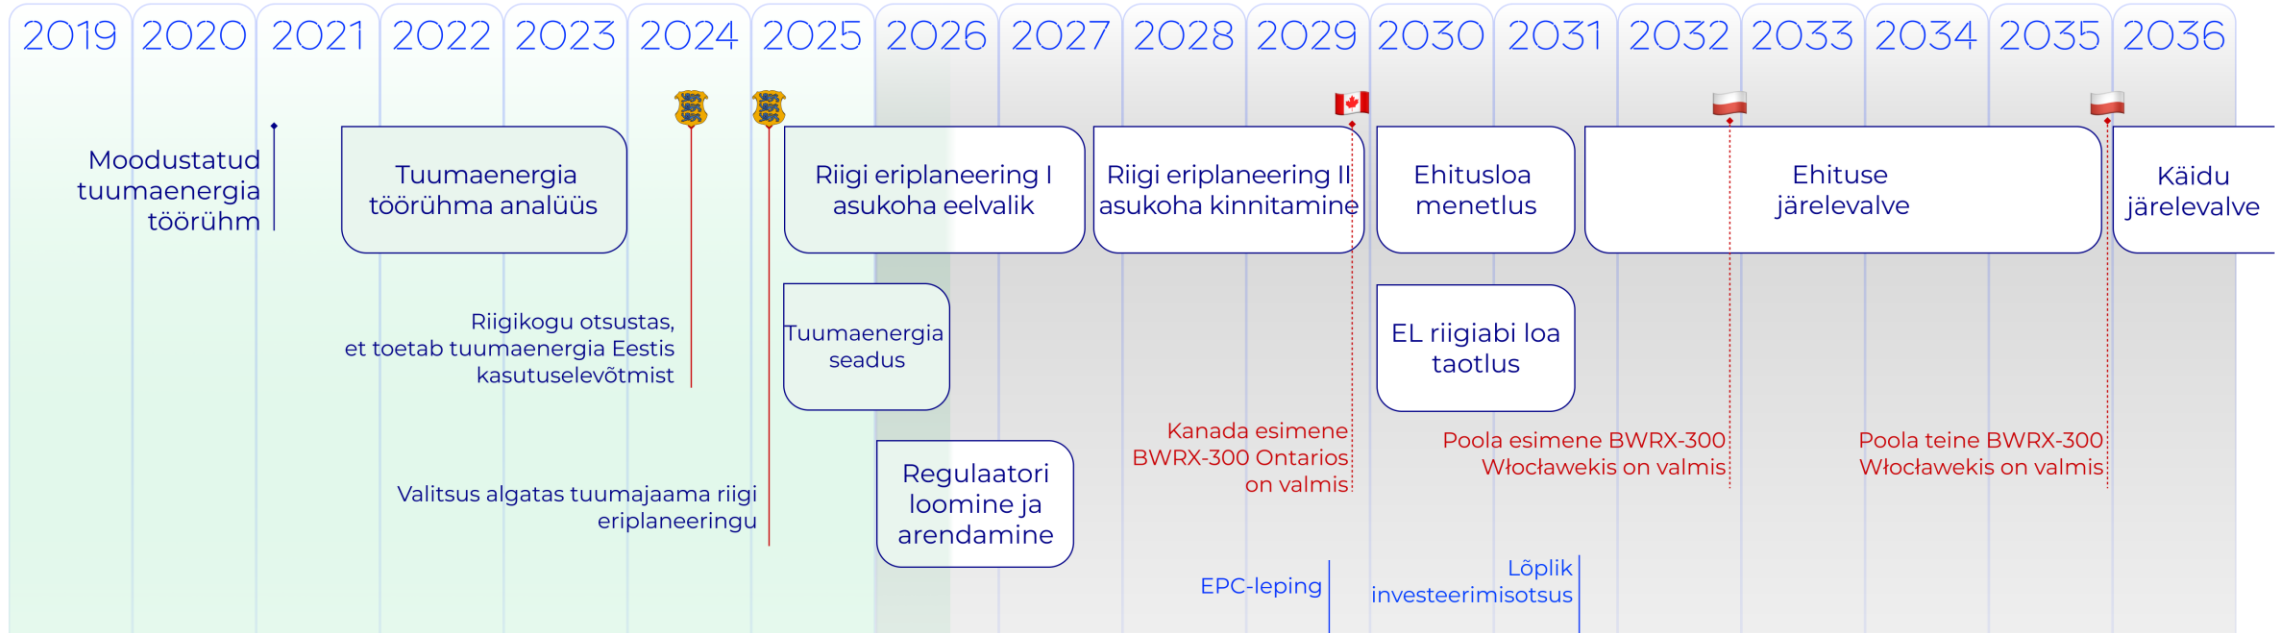 2019 2020 2021 2022 2023 2024 2025 2026 2027 2028 2029 2030 2031 2032 2033 2034 2035 2036
Moodustatud
tuumaenergia
töörühm
Tuumaenergia
töörühma analüüs
Riigi eriplaneering I
asukoha eelvalik
Riigi eriplaneering II
asukoha kinnitamine
Ehitusloa
menetlus
Ehituse
järelevalve
Käidu
järelevalve
Riigikogu otsustas,
et toetab tuumaenergia Eestis
kasutuselevõtmist
Tuumaenergia
seadus
EL riigiabi loa
taotlus
Valitsus algatas tuumajaama riigi
eriplaneeringu
Regulaatori
loomine ja
arendamine
Kanada esimene
BWRX-300 Ontarios
on valmis
Poola esimene BWRX-300
Włocławekis on valmis
Poola teine BWRX-300
Włocławekis on valmis
EPC-leping
Lõplik
investeerimisotsus